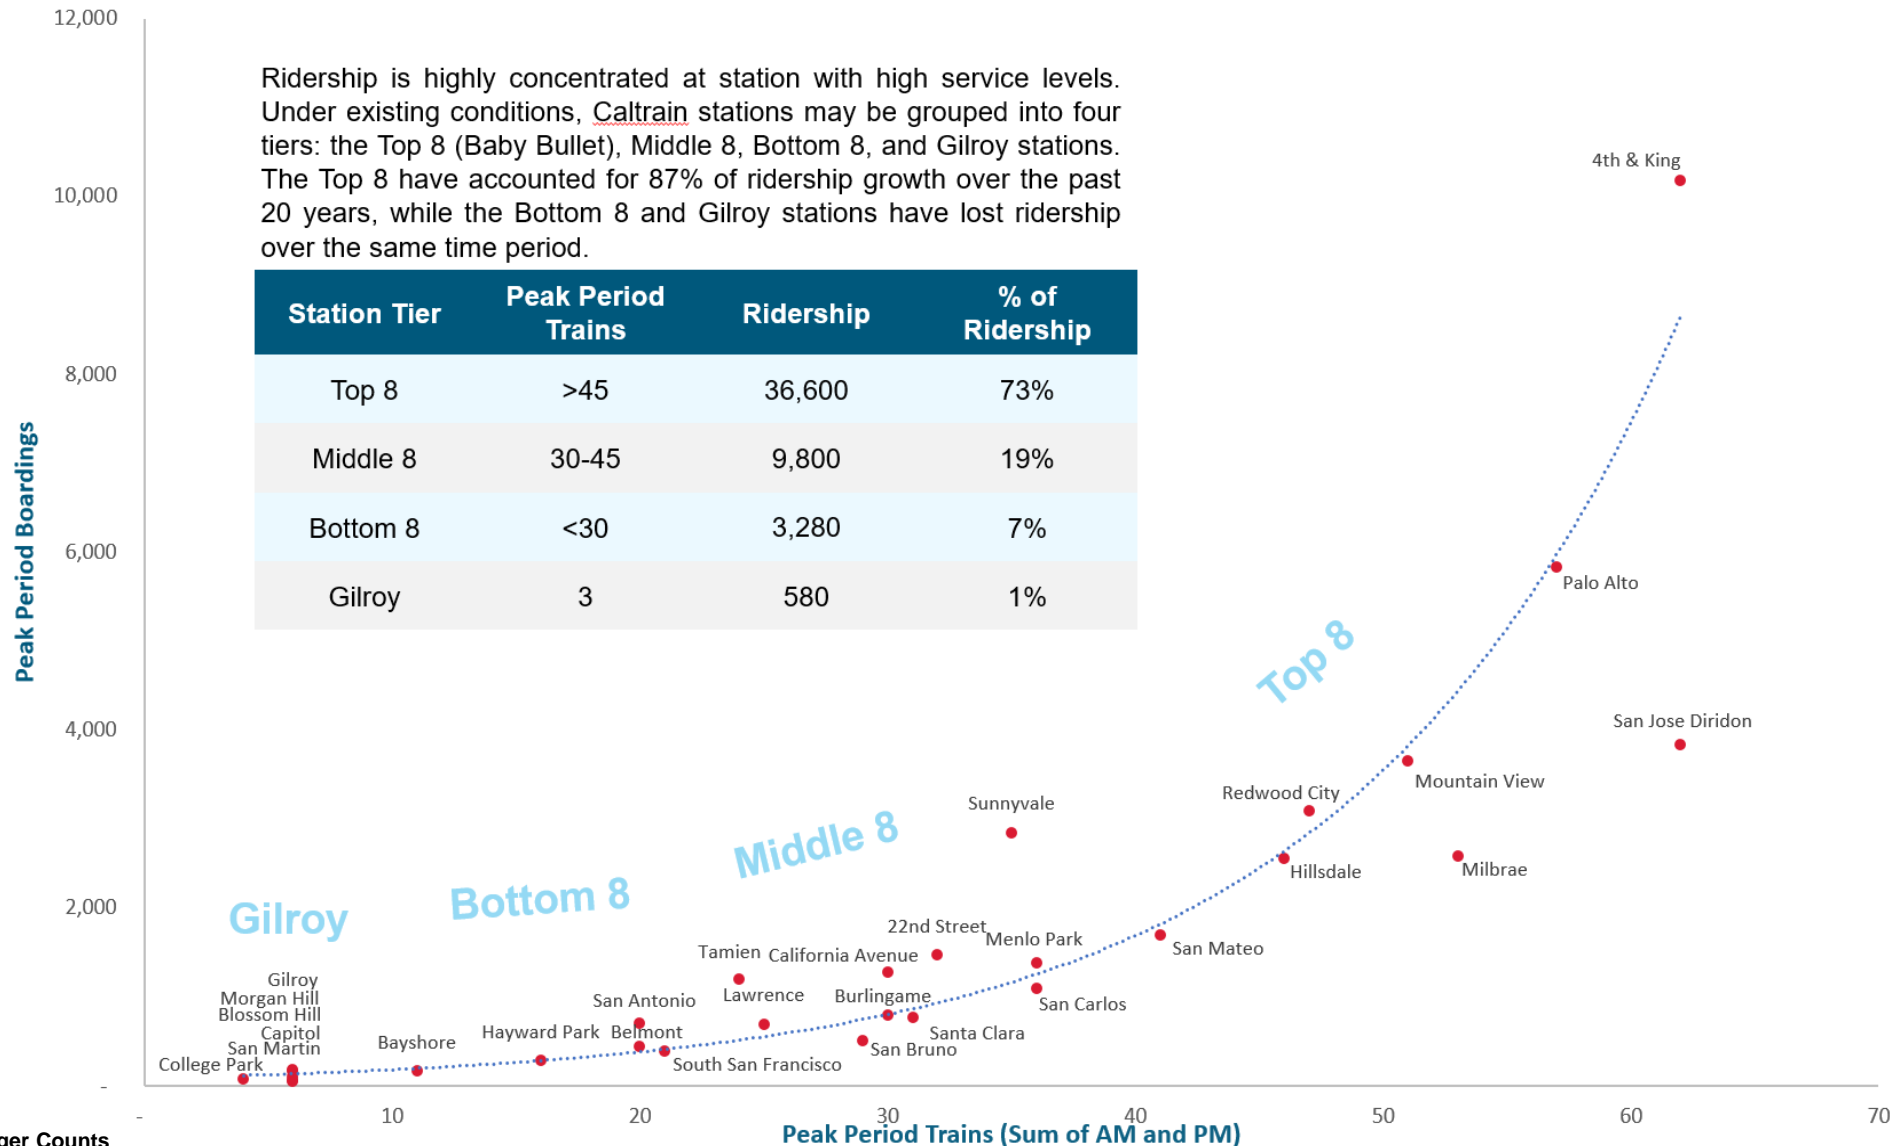 12,000
10,000
8,000
6,000
4,000
2,000
-
Peak Period Boardings
Ridership is highly concentrated at station with high service levels.
Under existing conditions, Caltrain stations may be grouped into four
tiers: the Top 8 (Baby Bullet), Middle 8, Bottom 8, and Gilroy stations.
The Top 8 have accounted for 87% of ridership growth over the past
20 years, while the Bottom 8 and Gilroy stations have lost ridership
over the same time period.
Station Tier Peak Period Trains Ridership % of Ridership
Top 8 >45 36,600 73%
Middle 8 30-45 9,800 19%
Bottom 8 <30 3,280 7%
Gilroy 3 580 1%
4th & King
Palo Alto
Top 8
San Jose Diridon
Mountain View
Redwood City
Sunnyvale
Middle 8
Hillsdale
Milbrae
Bottom 8
Gilroy
22nd Street
Menlo Park
San Mateo
Tamien
California Avenue
Gilroy
Morgan Hill
Blossom Hill
Capitol
San Martin
College Park
Bayshore
San Antonio
Lawrence
Burlingame
San Carlos
Hayward Park
Belmont
Santa Clara
San Bruno
South San Francisco
- 10 20 30 40 50 60 70
Peak Period Trains (Sum of AM and PM)
ger Counts